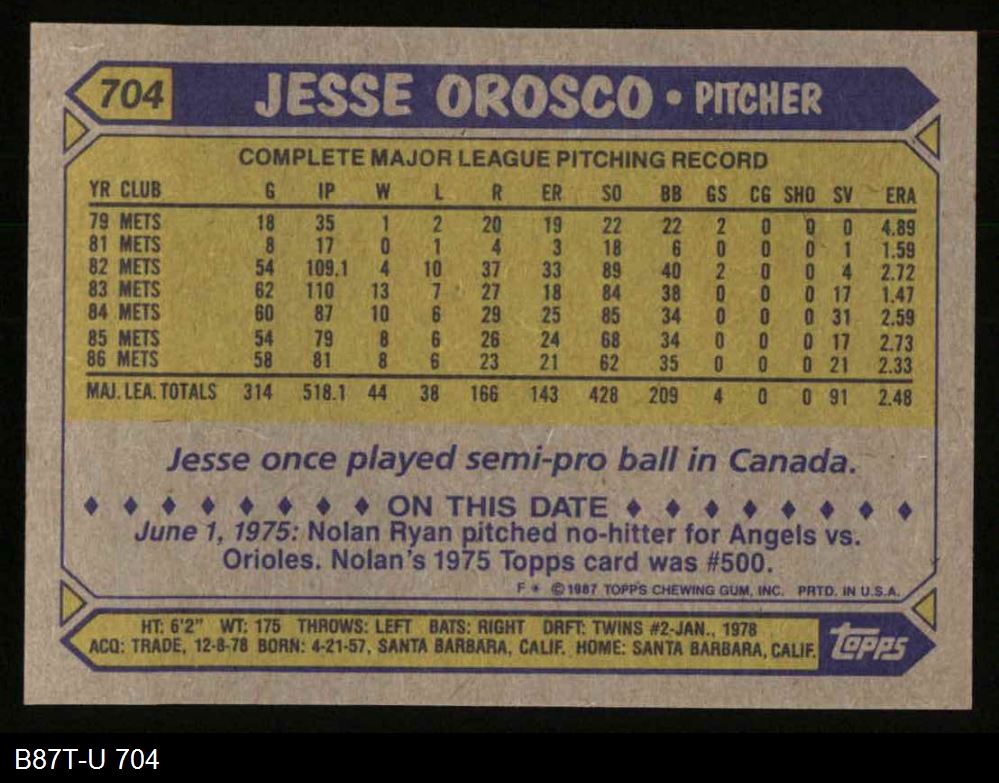 704 JESSE OROSCO • PITCHER
COMPLETE MAJOR LEAGUE PITCHING RECORD
YR CLUB G IP W L R ER SO BB GS CG SHO SV ERA
79 METS 18 35 1 2 20 19 22 22 2 0 0 0 4.89
81 METS 8 17 0 1 4 3 18 6 0 0 0 1 1.59
82 METS 54 109.1 4 10 37 33 89 40 2 0 0 4 2.72
83 METS 62 110 13 7 27 18 84 38 0 0 0 17 1.47
84 METS 60 87 10 6 29 25 85 34 0 0 0 31 2.59
85 METS 54 79 8 6 26 24 68 34 0 0 0 17 2.73
86 METS 58 81 8 6 23 21 62 35 0 0 0 21 2.33
MAJ. LEA. TOTALS 314 518.1 44 38 166 143 428 209 4 0 0 91 2.48
Jesse once played semi-pro ball in Canada.
♦ ♦ ♦ ♦ ♦ ♦ ♦ ♦ ON THIS DATE ♦ ♦ ♦ ♦ ♦ ♦ ♦ ♦
June 1, 1975: Nolan Ryan pitched no-hitter for Angels vs.
Orioles. Nolan's 1975 Topps card was #500.
F * © 1987 TOPPS CHEWING GUM, INC. PRTD. IN U.S.A.
HT: 6'2" WT: 175 THROWS: LEFT BATS: RIGHT DRFT: TWINS #2-JAN., 1978
ACQ: TRADE, 12-8-78 BORN: 4-21-57, SANTA BARBARA, CALIF. HOME: SANTA BARBARA, CALIF.
topps
B87T-U 704